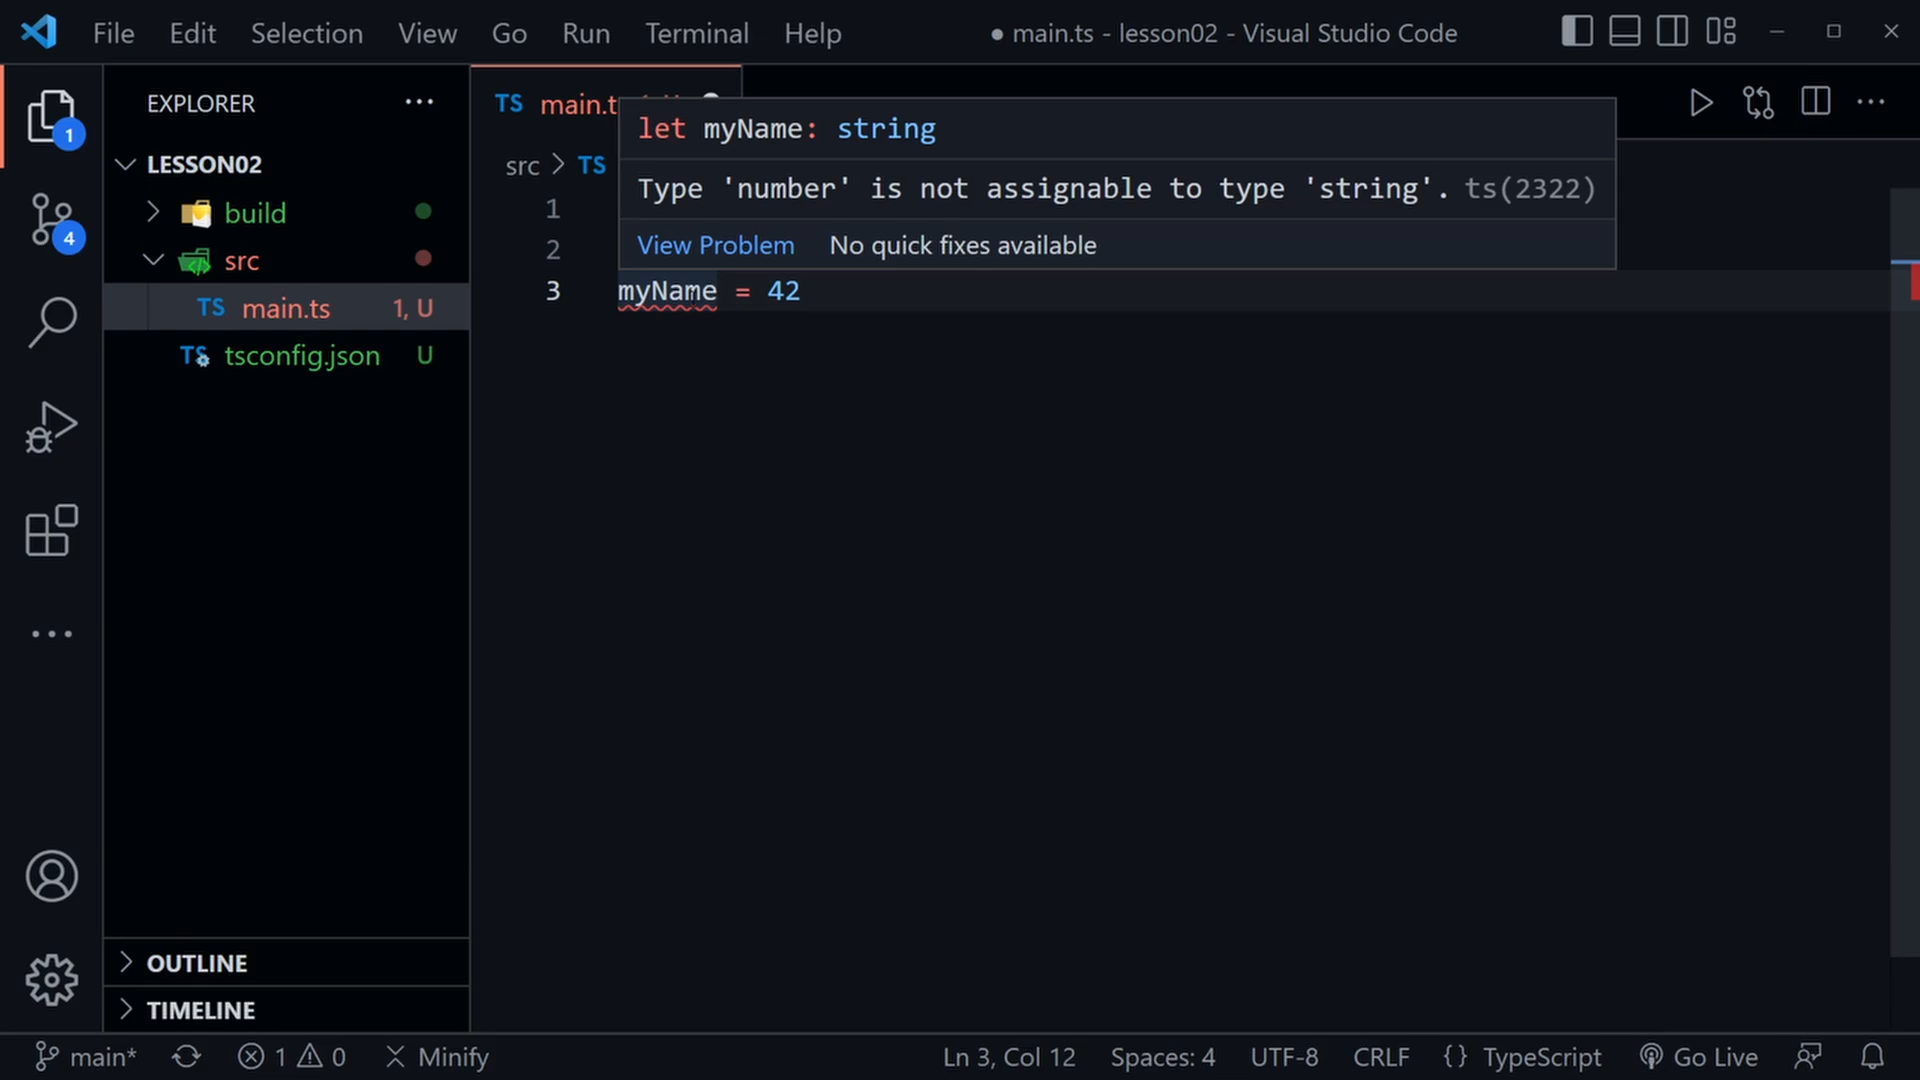 File Edit Selection View Go Run Terminal Help
● main.ts - lesson02 - Visual Studio Code
EXPLORER
LESSON02
build
src
TS main.ts 1, U
TS tsconfig.json U
OUTLINE
TIMELINE
1
4
TS main.t
src > TS
let myName: string
Type 'number' is not assignable to type 'string'. ts(2322)
View Problem No quick fixes available
1
2
3 myName = 42
main* 1 0 Minify
Ln 3, Col 12 Spaces: 4 UTF-8 CRLF {} TypeScript Go Live